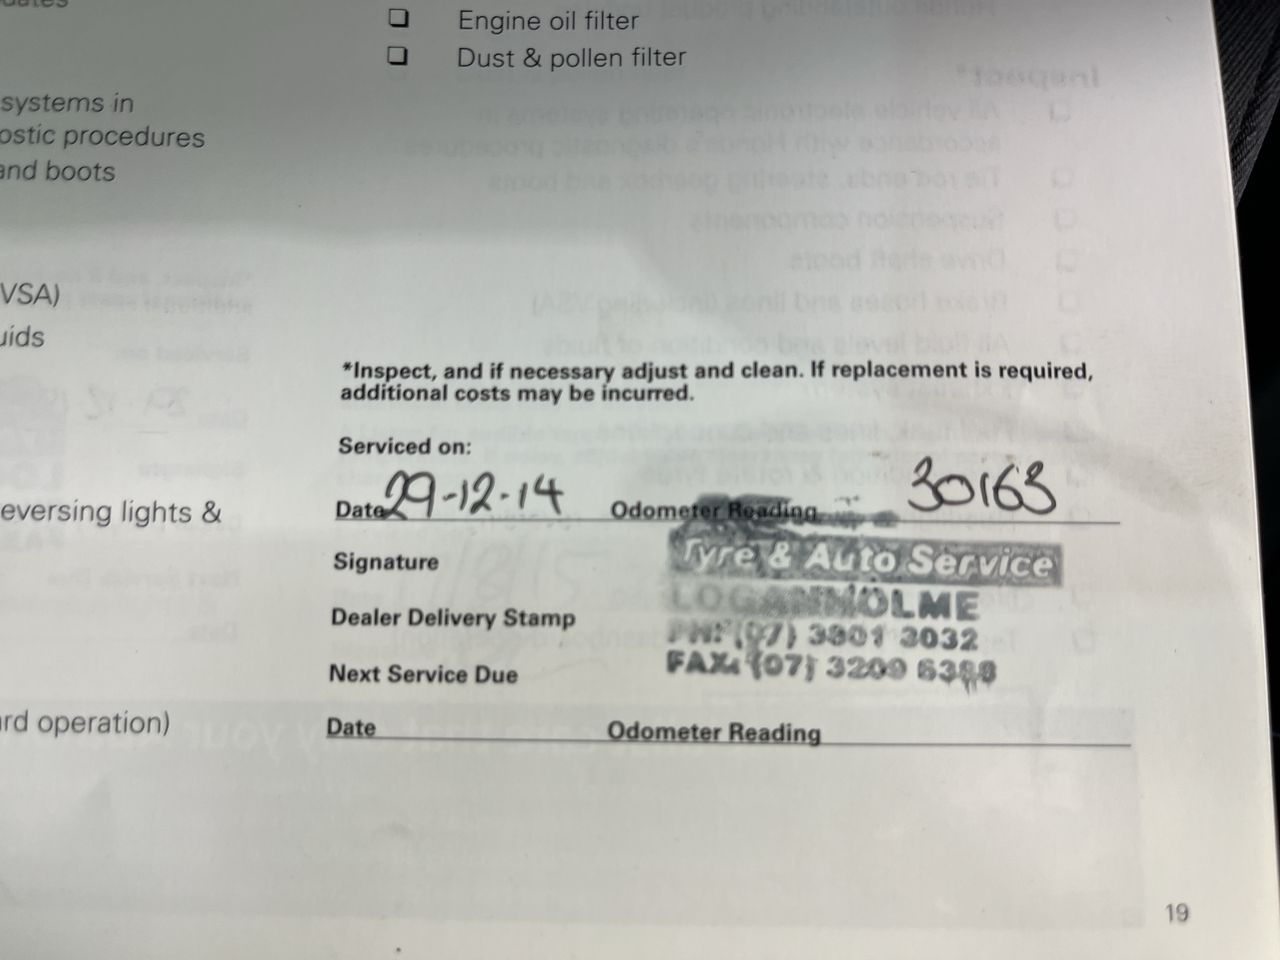 Engine oil filter
Dust & pollen filter
systems in
ostic procedures
and boots
VSA)
uids
*Inspect, and if necessary adjust and clean. If replacement is required,
additional costs may be incurred.
Serviced on:
Date 29-12-14 Odometer Reading 30163
eversing lights &
Signature
Tyre & Auto Service
LOGANHOLME
Dealer Delivery Stamp
PH: (07) 3801 3032
FAX: (07) 3209
Next Service Due
rd operation)
Date Odometer Reading
19